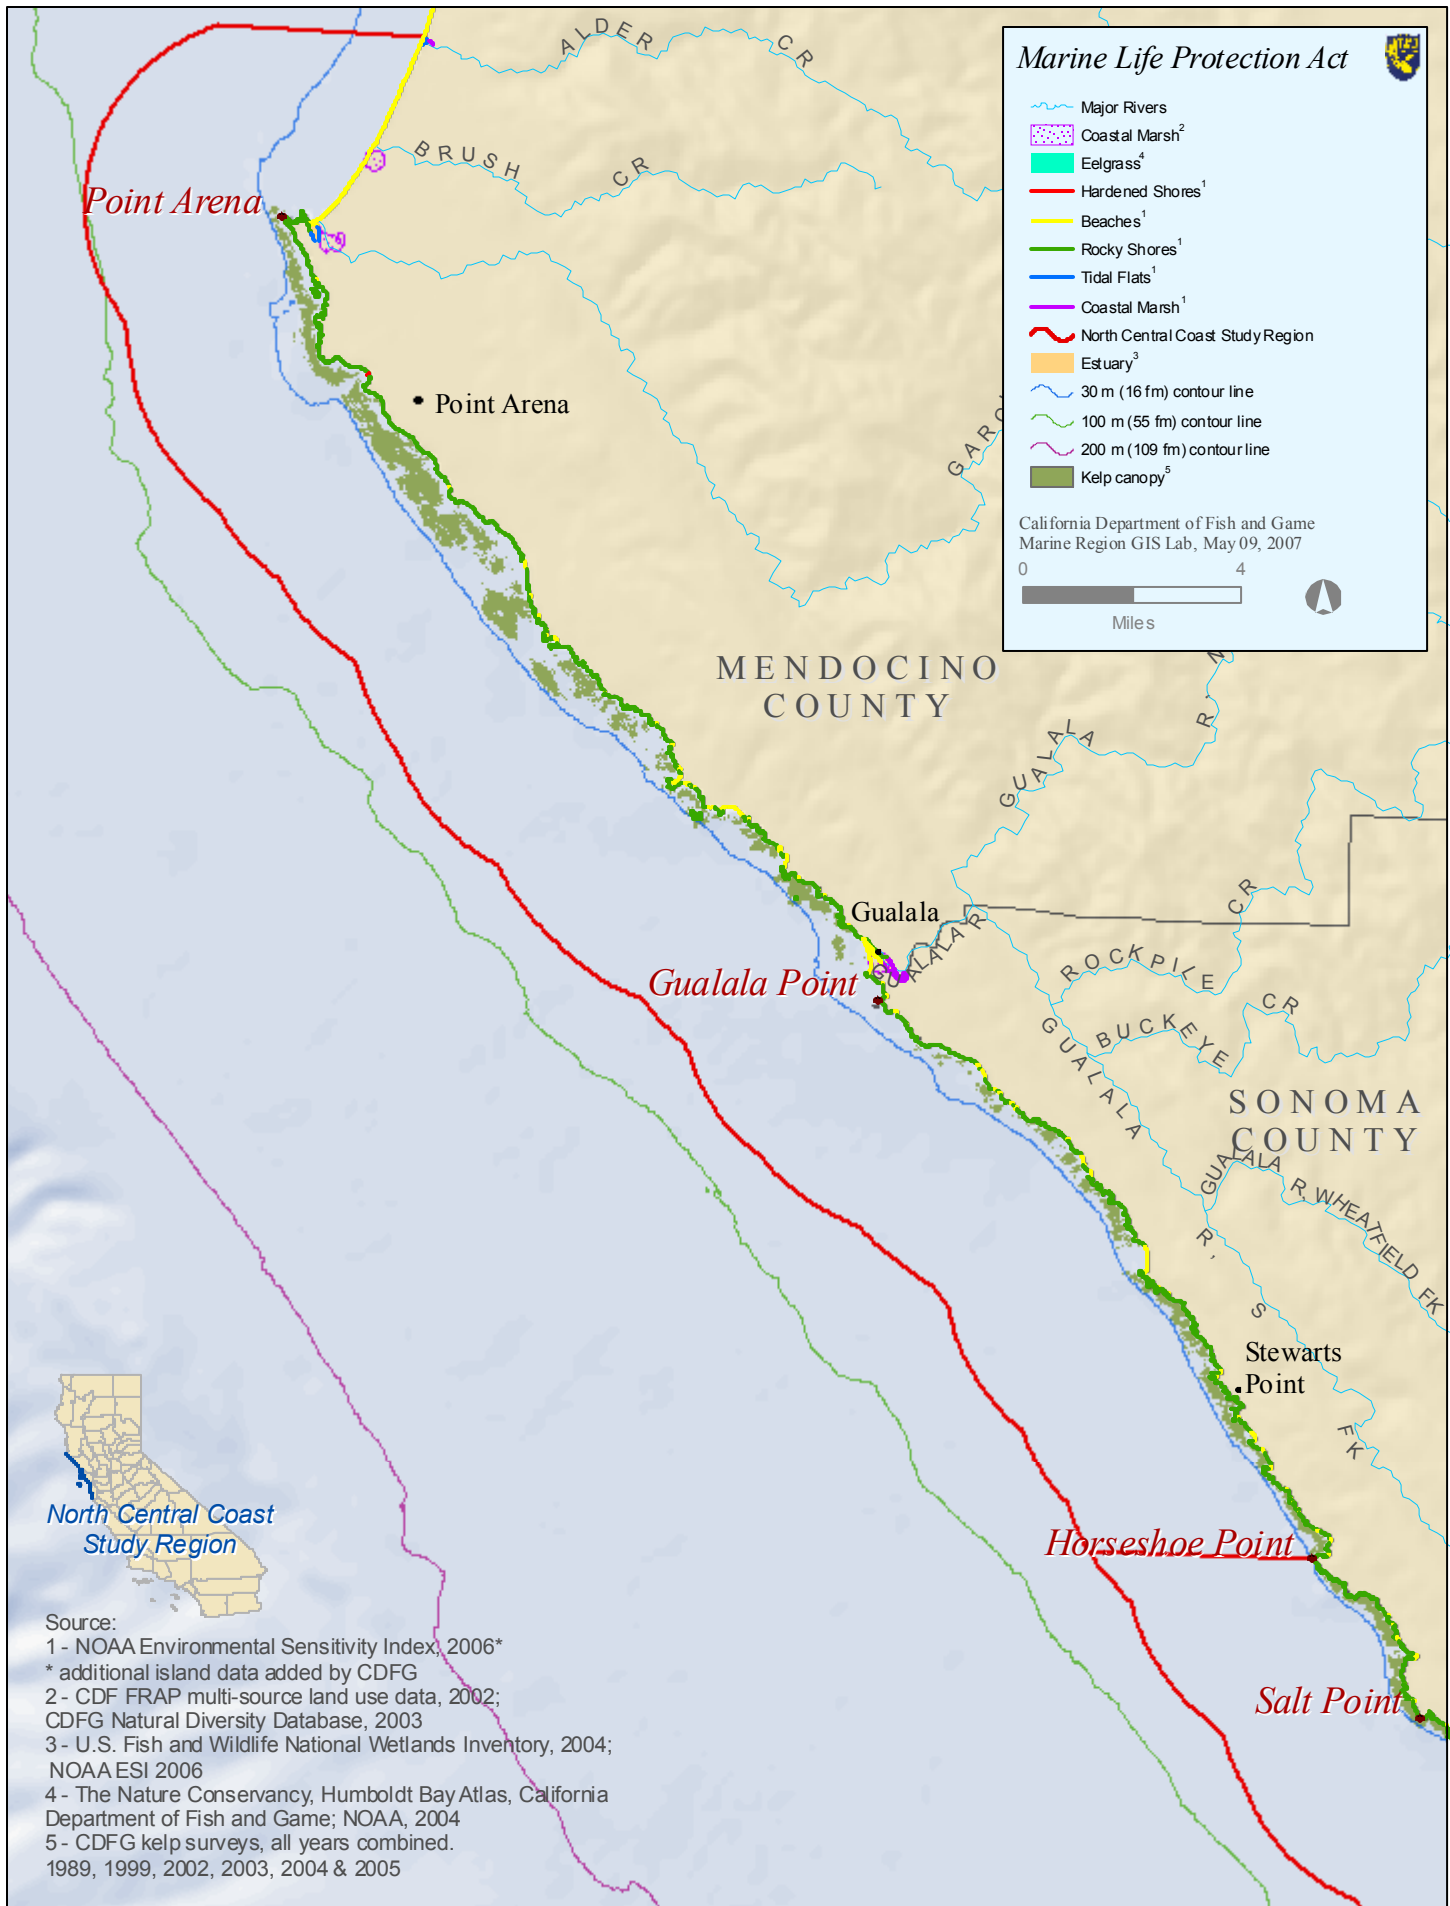 ALDER CR
BRUSH CR
Point Arena
Point Arena
MENDOCINO
COUNTY
GUALALA R, N
Gualala
GUALALA R
Gualala Point
ROCKPILE CR
BUCKEYE CR
GUALALA R, S FK
SONOMA
COUNTY
GUALALA R, WHEATFIELD FK
Stewarts
Point
Horseshoe Point
Salt Point
Marine Life Protection Act
Major Rivers
Coastal Marsh2
Eelgrass4
Hardened Shores1
Beaches1
Rocky Shores1
Tidal Flats1
Coastal Marsh1
North Central Coast Study Region
Estuary3
30 m (16 fm) contour line
100 m (55 fm) contour line
200 m (109 fm) contour line
Kelp canopy5
California Department of Fish and Game
Marine Region GIS Lab, May 09, 2007
0 4
Miles
North Central Coast
Study Region
Source:
1 - NOAA Environmental Sensitivity Index, 2006*
* additional island data added by CDFG
2 - CDF FRAP multi-source land use data, 2002;
CDFG Natural Diversity Database, 2003
3 - U.S. Fish and Wildlife National Wetlands Inventory, 2004;
NOAA ESI 2006
4 - The Nature Conservancy, Humboldt Bay Atlas, California
Department of Fish and Game; NOAA, 2004
5 - CDFG kelp surveys, all years combined.
1989, 1999, 2002, 2003, 2004 & 2005